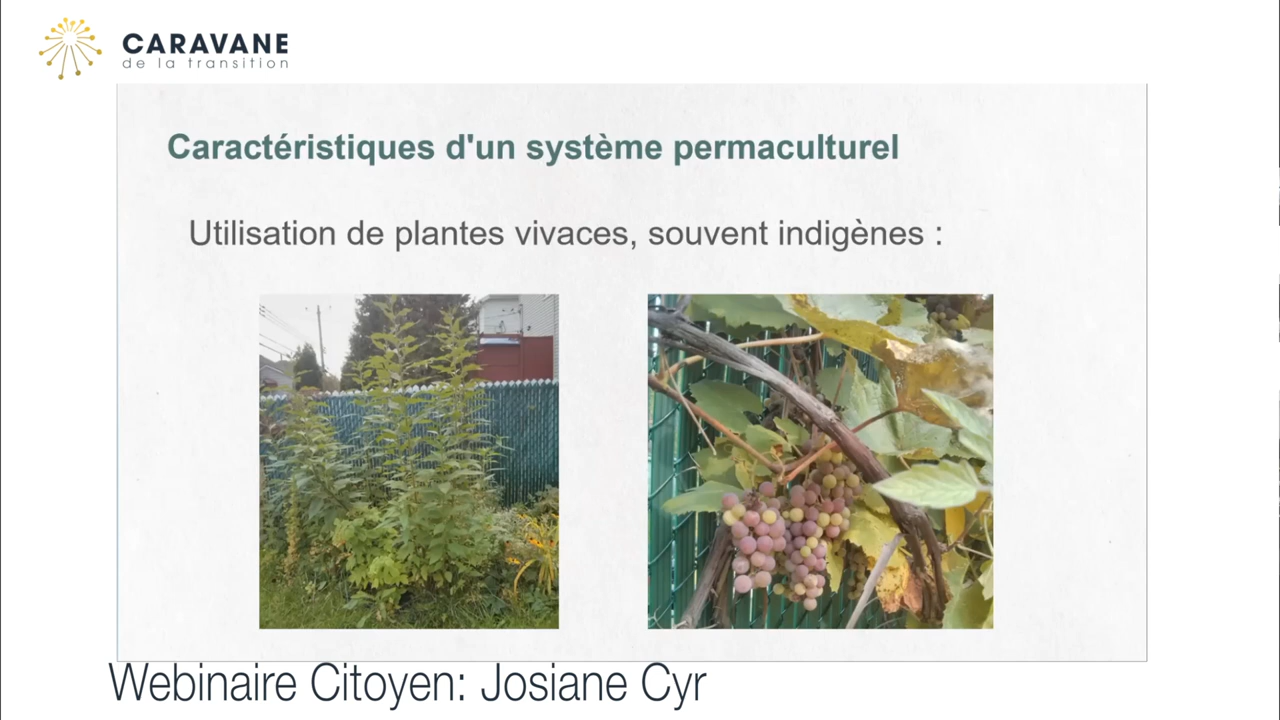 CARAVANE
de la transition
Caractéristiques d'un système permaculturel
Utilisation de plantes vivaces, souvent indigènes :
Webinaire Citoyen: Josiane Cyr